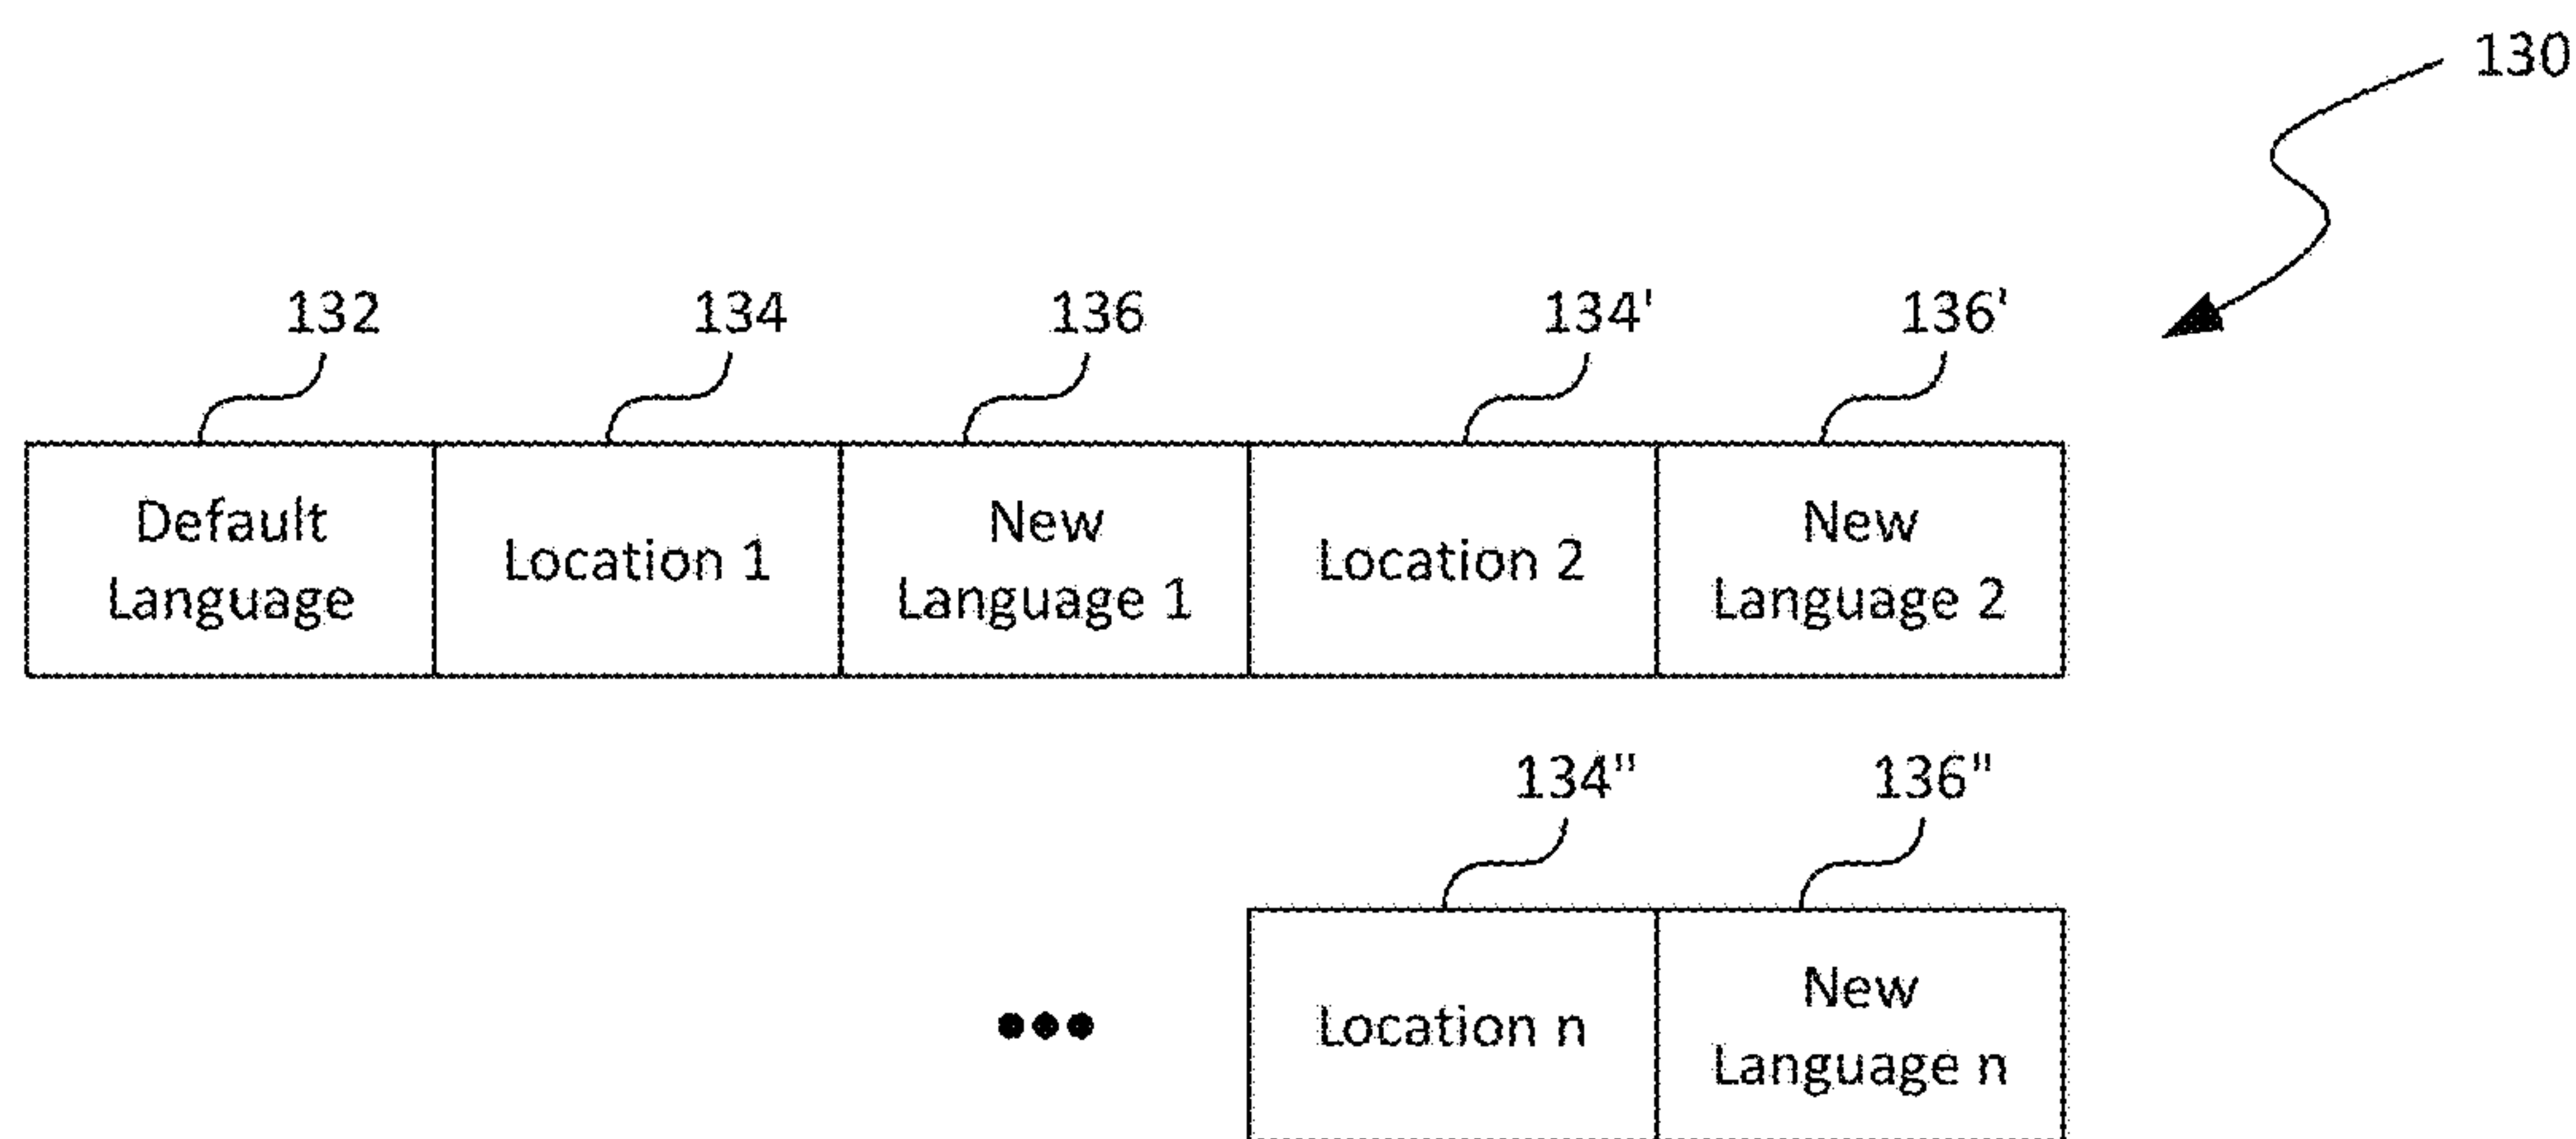 130
132
134
136
134'
136'
Default
Language
Location 1
New
Language 1
Location 2
New
Language 2
134"
136"
Location n
New
Language n